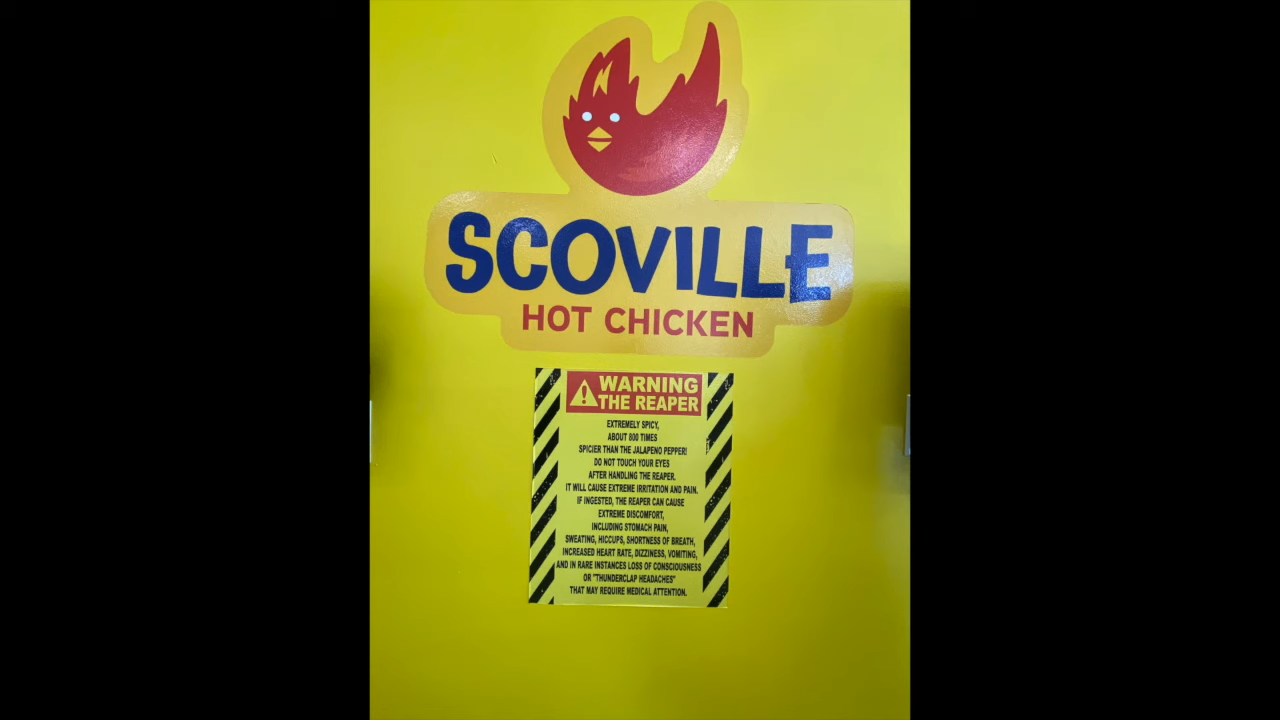 SCOVILLE
HOT CHICKEN
WARNING
THE REAPER
EXTREMELY SPICY,
ABOUT 800 TIMES
SPICIER THAN THE JALAPENO PEPPER!
DO NOT TOUCH YOUR EYES
AFTER HANDLING THE REAPER.
IT WILL CAUSE EXTREME IRRITATION AND PAIN.
IF INGESTED, THE REAPER CAN CAUSE
EXTREME DISCOMFORT,
INCLUDING STOMACH PAIN,
SWEATING, HICCUPS, SHORTNESS OF BREATH,
INCREASED HEART RATE, DIZZINESS, VOMITING,
AND IN RARE INSTANCES LOSS OF CONSCIOUSNESS
OR "THUNDERCLAP HEADACHES"
THAT MAY REQUIRE MEDICAL ATTENTION.